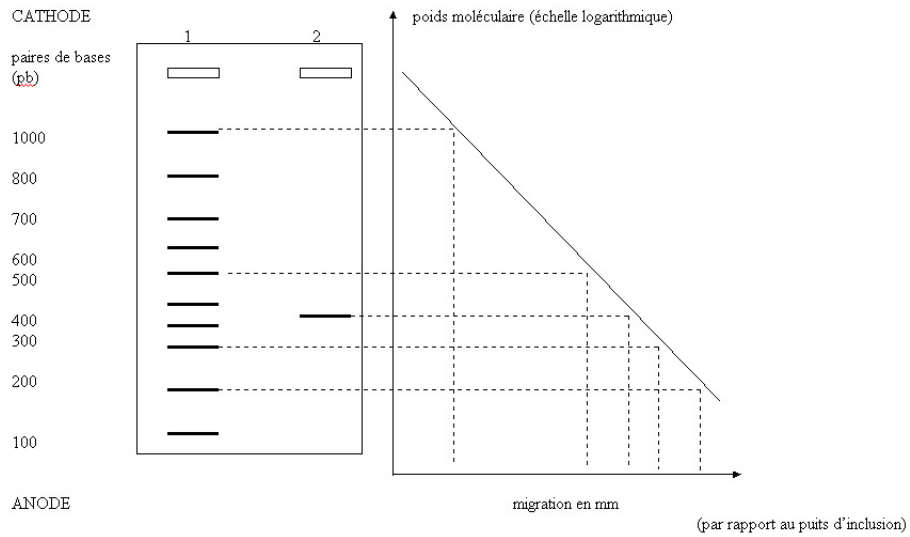 CATHODE
poids moléculaire (échelle logarithmique)
1 2
paires de bases
(pb)
1000
800
700
600
500
400
300
200
100
ANODE
migration en mm
(par rapport au puits d'inclusion)